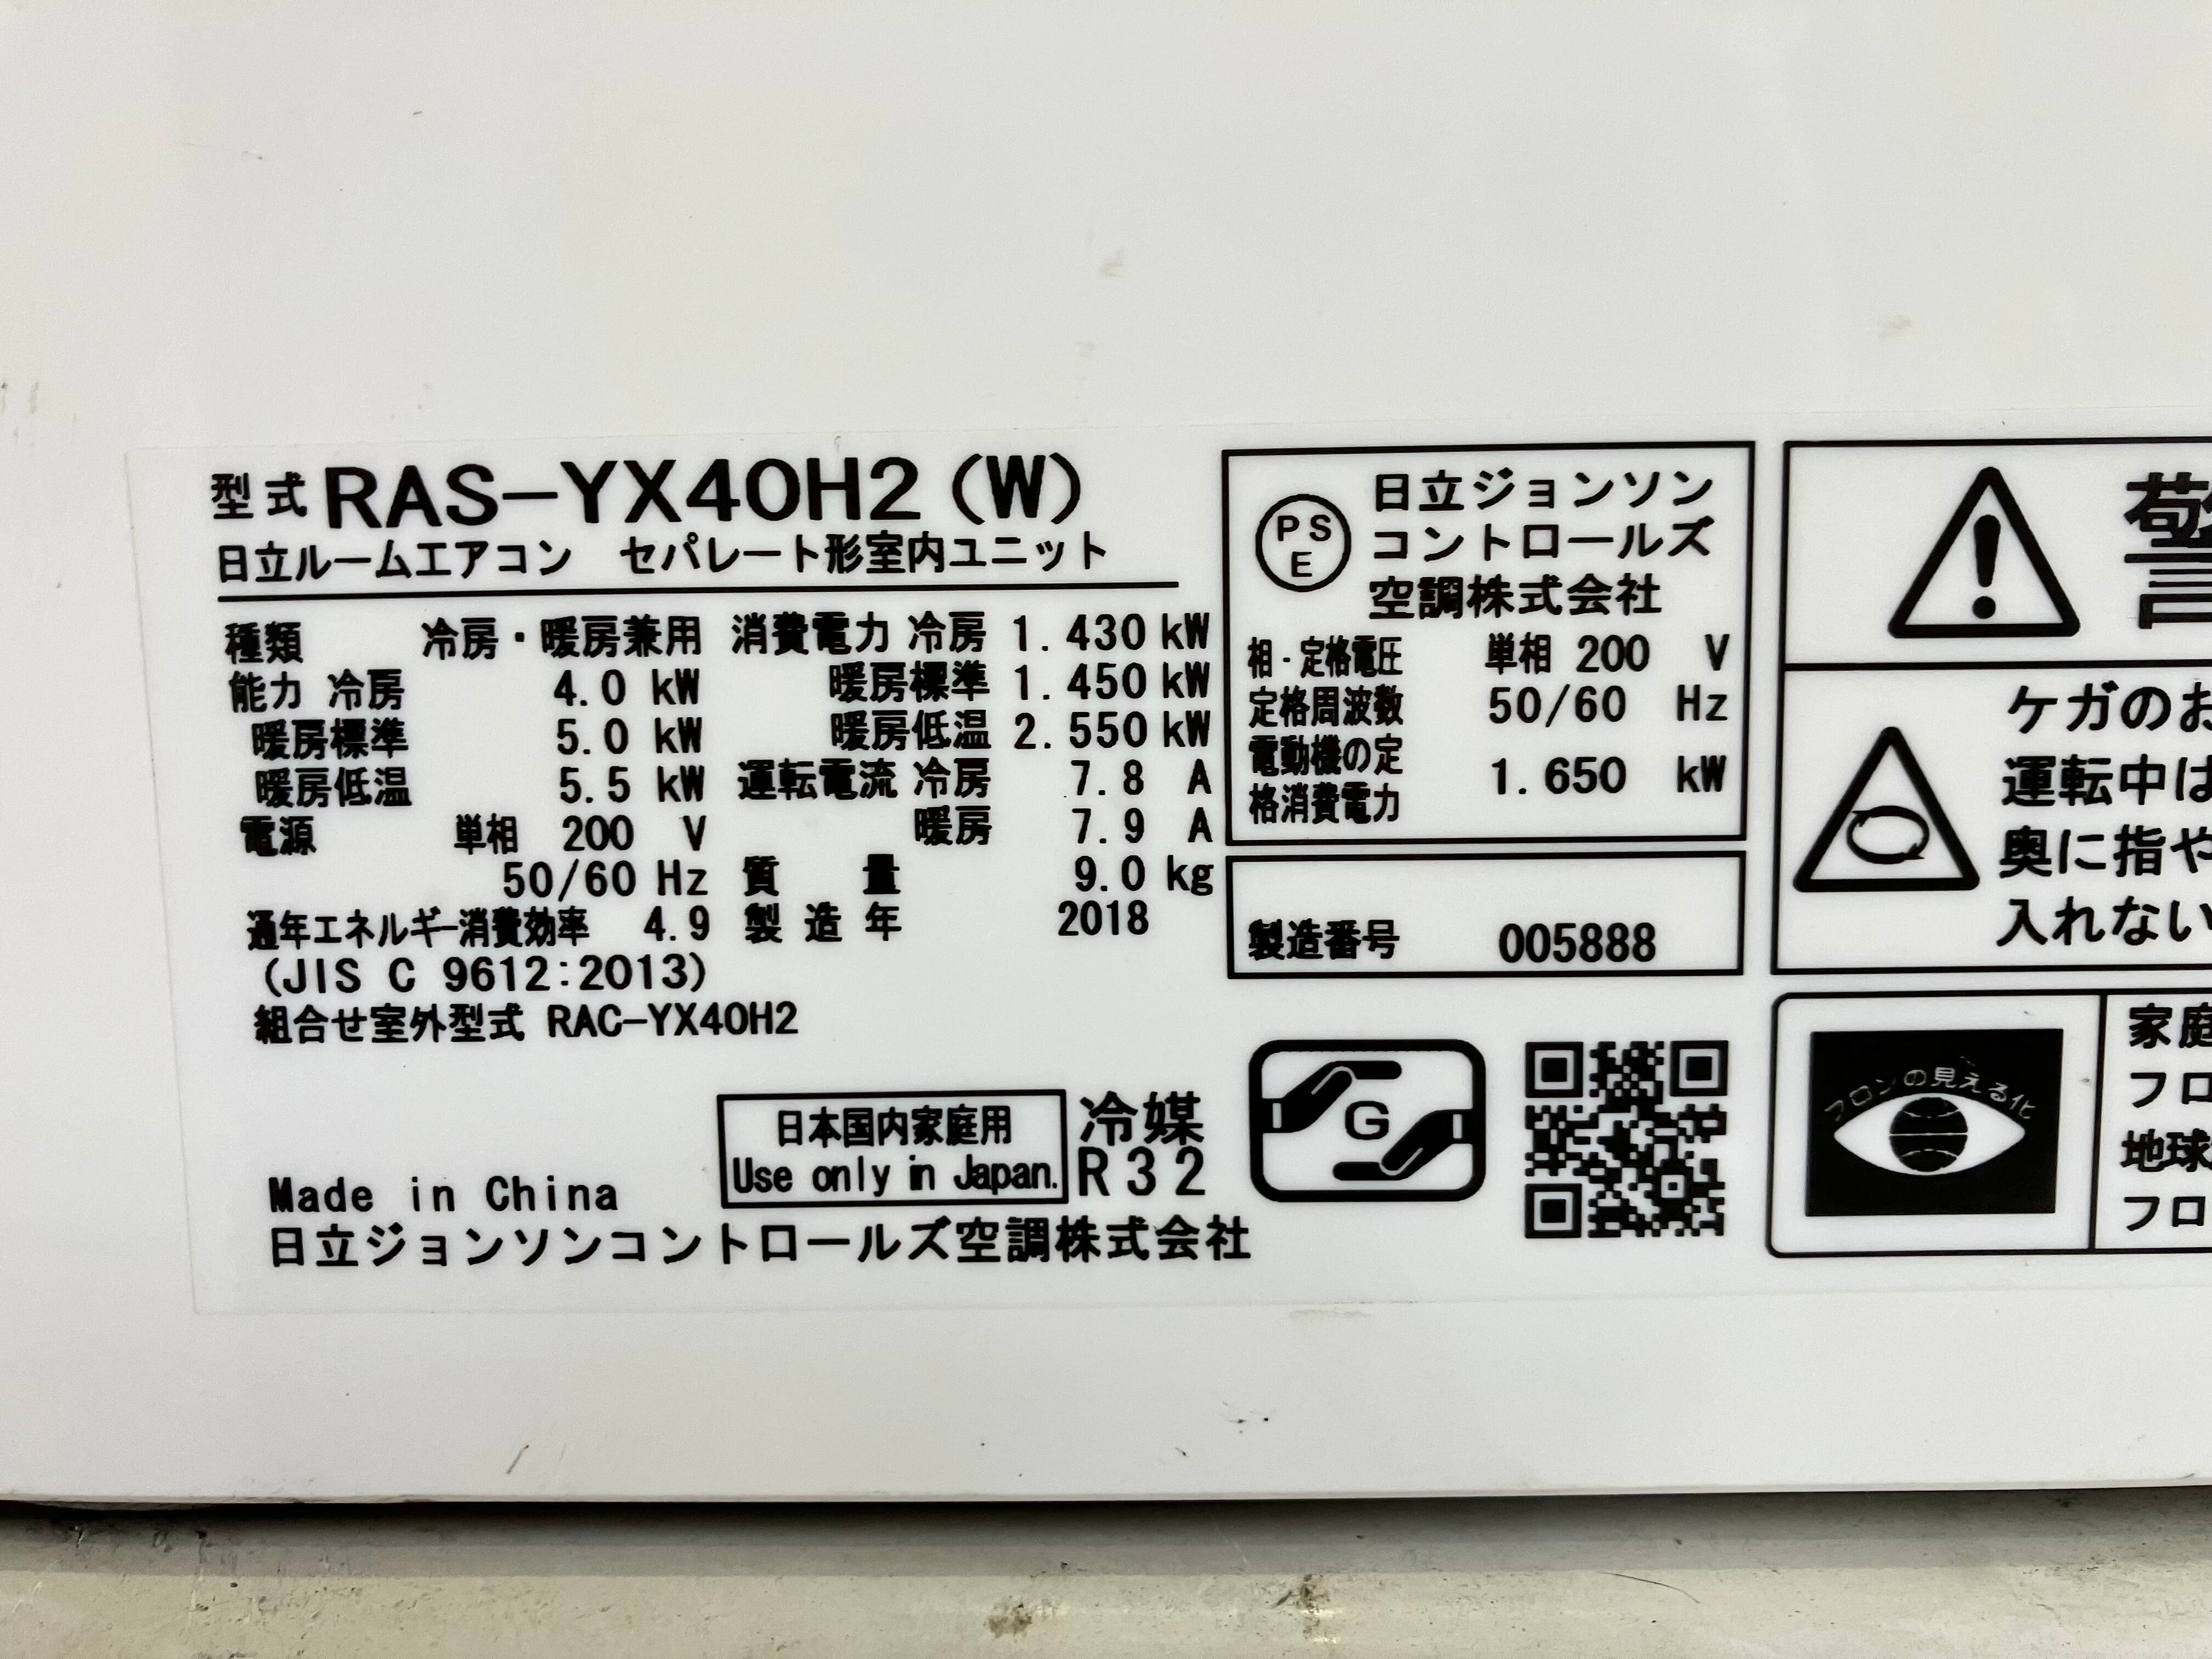 型式 RAS-YX40H2 (W)
日立ルームエアコン セパレート形室内ユニット
種類 冷房・暖房兼用
能力 冷房 4.0 kW
暖房標準 5.0 kW
暖房低温 5.5 kW
電源 単相 200 V
50/60 Hz
通年エネルギー消費効率 4.9
(JIS C 9612:2013)
組合せ室外型式 RAC-YX40H2
消費電力 冷房 1.430 kW
暖房標準 1.450 kW
暖房低温 2.550 kW
運転電流 冷房 7.8 A
暖房 7.9 A
質量 9.0 kg
製造年 2018
日本国内家庭用
Use only in Japan.
冷媒
R32
Made in China
日立ジョンソンコントロールズ空調株式会社
PS
E
日立ジョンソン
コントロールズ
空調株式会社
相・定格電圧 単相 200 V
定格周波数 50/60 Hz
電動機の定
格消費電力 1.650 kW
製造番号 005888
G
ケガのお
運転中は
奥に指や
入れない
フロンの見える化
家庭
フロ
地球
フロ